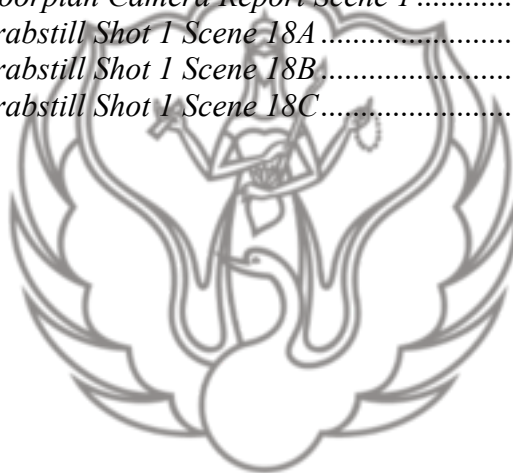 oorplan Camera Report Scene 1..............
rabstill Shot 1 Scene 18A........................
rabstill Shot 1 Scene 18B........................
rabstill Shot 1 Scene 18C........................